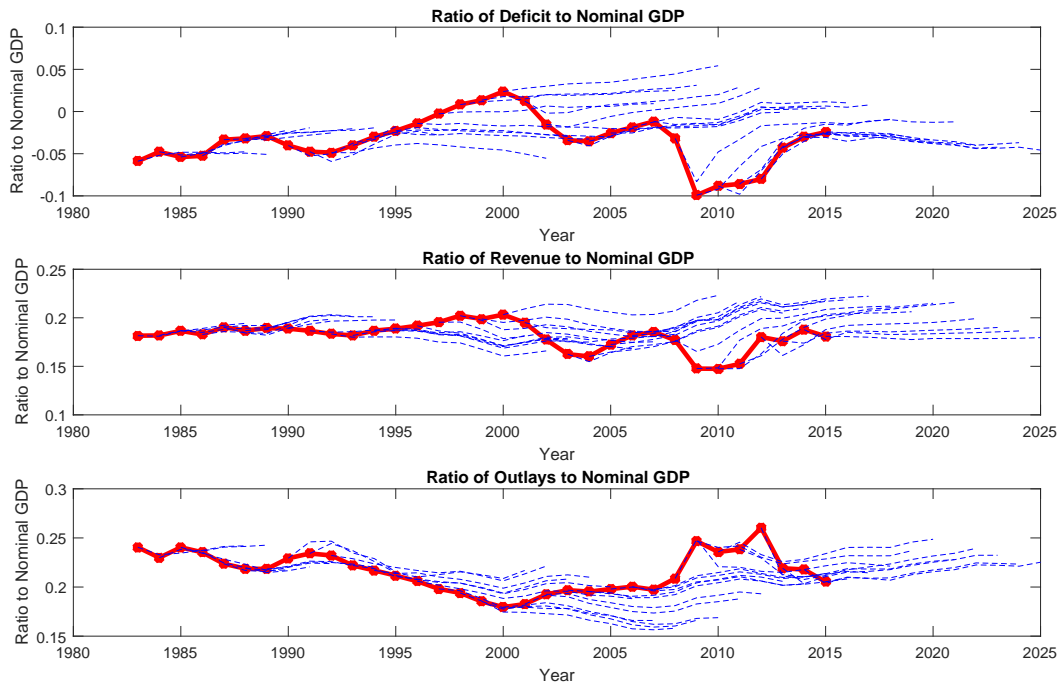 Ratio of Deficit to Nominal GDP
Ratio to Nominal GDP
0.1
0.05
0
-0.05
-0.1
1980 1985 1990 1995 2000 2005 2010 2015 2020 2025
Year
Ratio of Revenue to Nominal GDP
Ratio to Nominal GDP
0.25
0.2
0.15
0.1
1980 1985 1990 1995 2000 2005 2010 2015 2020 2025
Year
Ratio of Outlays to Nominal GDP
Ratio to Nominal GDP
0.3
0.25
0.2
0.15
1980 1985 1990 1995 2000 2005 2010 2015 2020 2025
Year